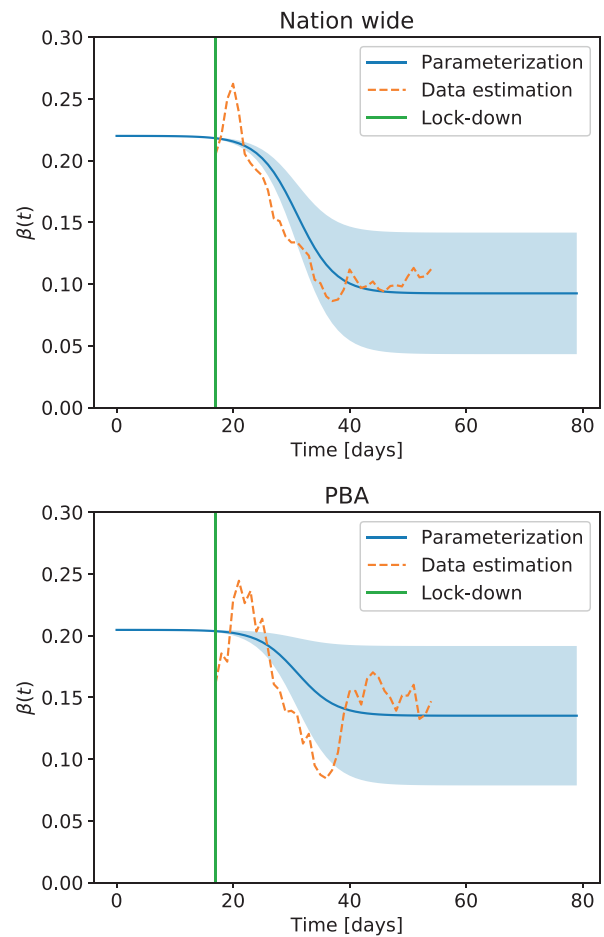 Nation wide
0.30
0.25
0.20
0.15
0.10
0.05
0.00
β(t)
Parameterization
Data estimation
Lock-down
0 20 40 60 80
Time [days]
PBA
0.30
0.25
0.20
0.15
0.10
0.05
0.00
β(t)
Parameterization
Data estimation
Lock-down
0 20 40 60 80
Time [days]